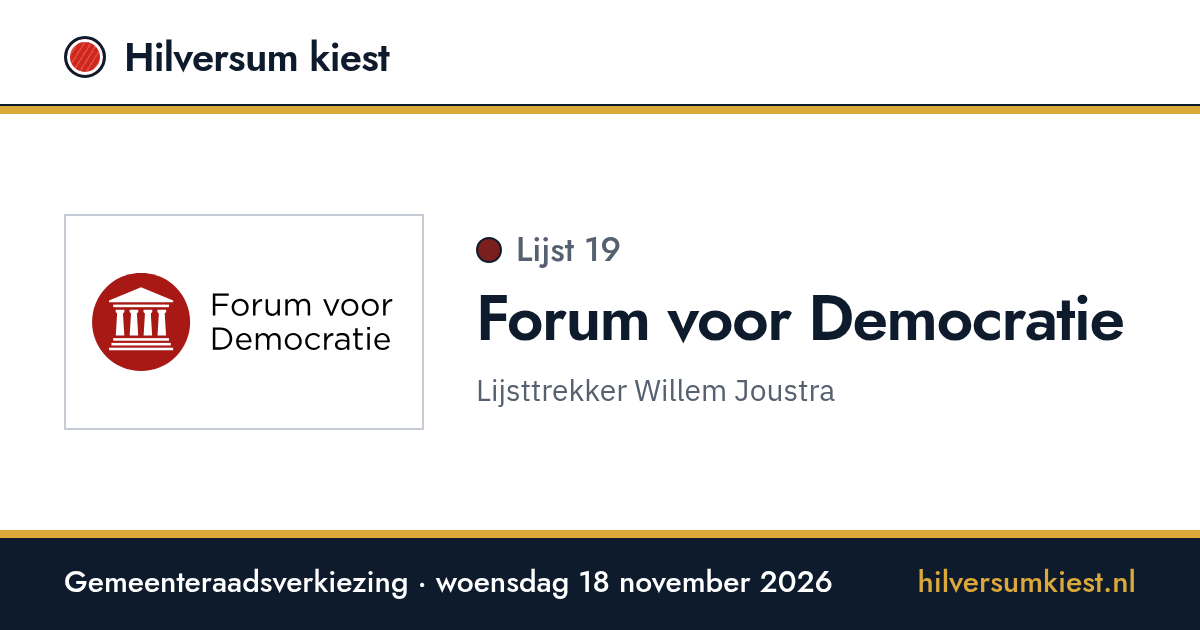 Hilversum kiest
Forum voor
Democratie
Lijst 19
Forum voor Democratie
Lijsttrekker Willem Joustra
Gemeenteraadsverkiezing · woensdag 18 november 2026
hilversumkiest.nl